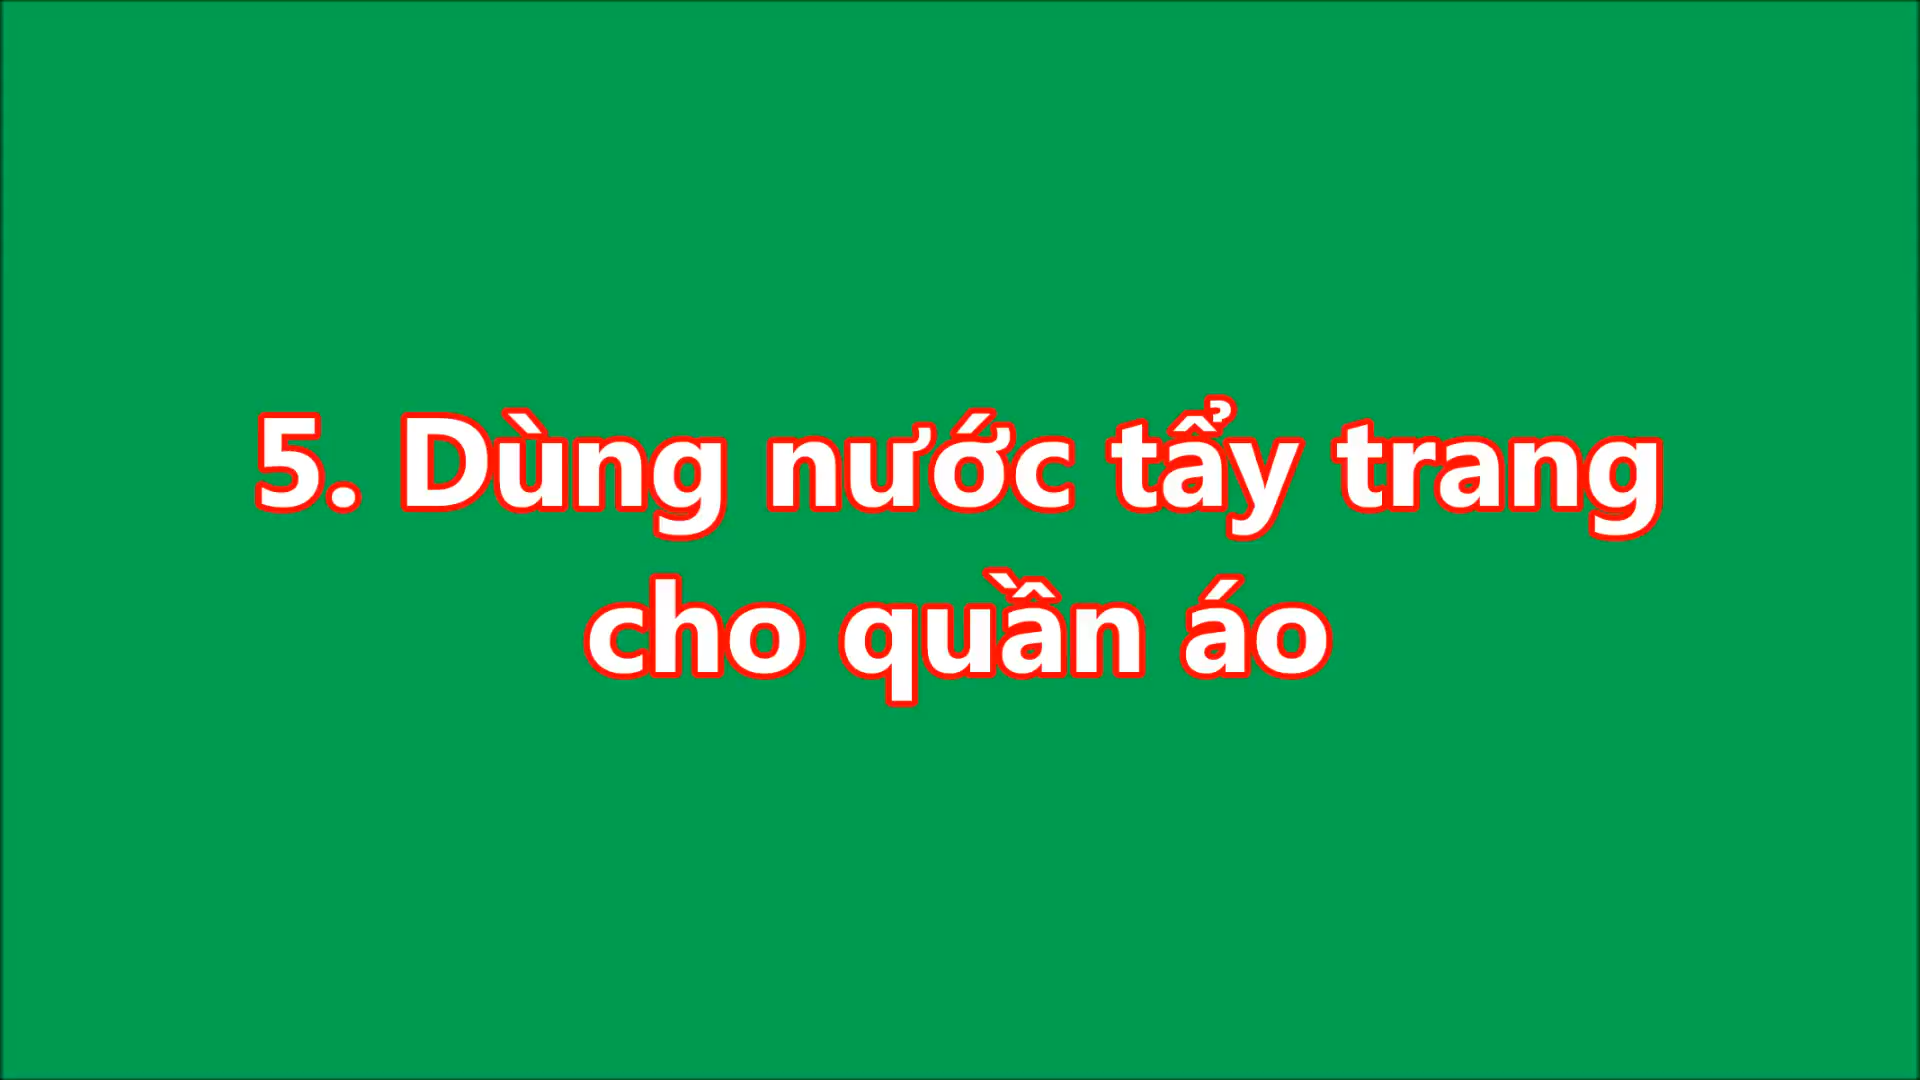 5. Dùng nước tẩy trang
cho quần áo